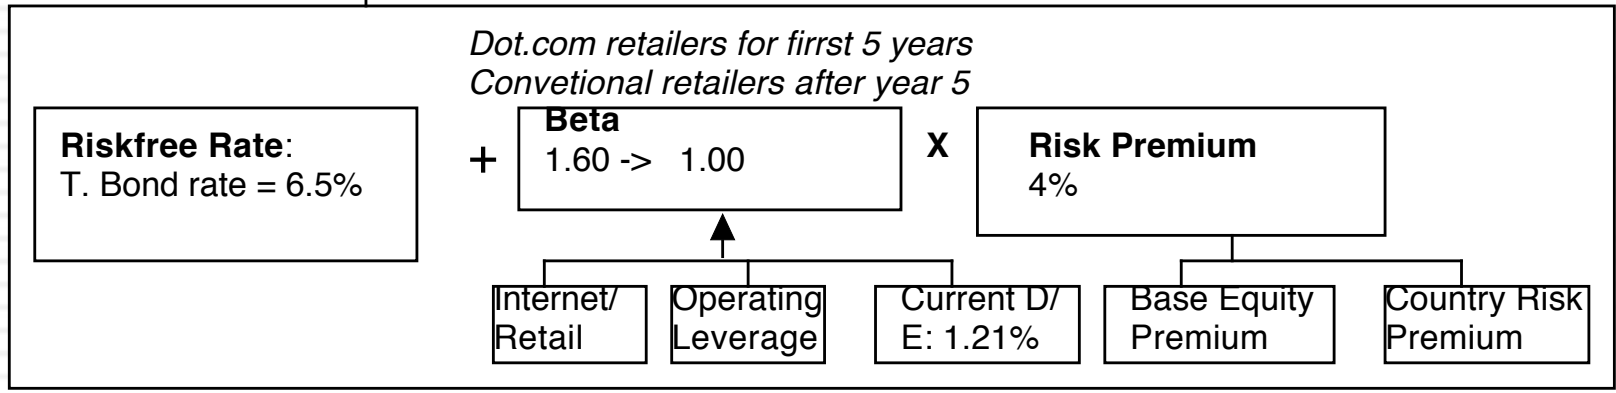 Dot.com retailers for firrst 5 years
Convetional retailers after year 5
Riskfree Rate:
T. Bond rate = 6.5%
+
Beta
1.60 -> 1.00
X
Risk Premium
4%
Internet/
Retail
Operating
Leverage
Current D/
E: 1.21%
Base Equity
Premium
Country Risk
Premium